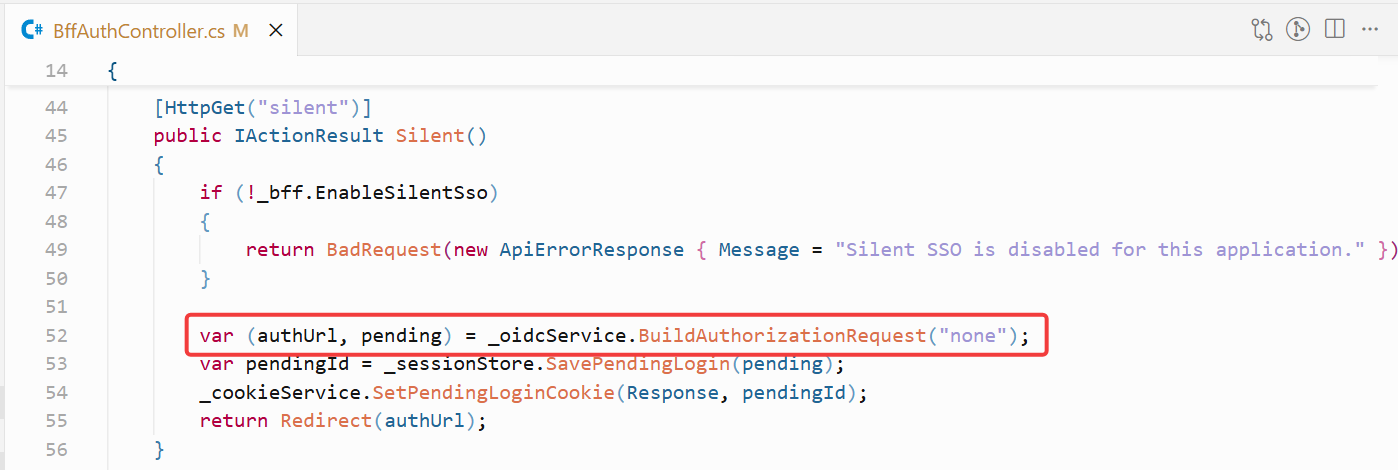 C# BffAuthController.cs M
14 {
44 [HttpGet("silent")]
45 public IActionResult Silent()
46 {
47 if (!_bff.EnableSilentSso)
48 {
49 return BadRequest(new ApiErrorResponse { Message = "Silent SSO is disabled for this application." })
50 }
51
52 var (authUrl, pending) = _oidcService.BuildAuthorizationRequest("none");
53 var pendingId = _sessionStore.SavePendingLogin(pending);
54 _cookieService.SetPendingLoginCookie(Response, pendingId);
55 return Redirect(authUrl);
56 }